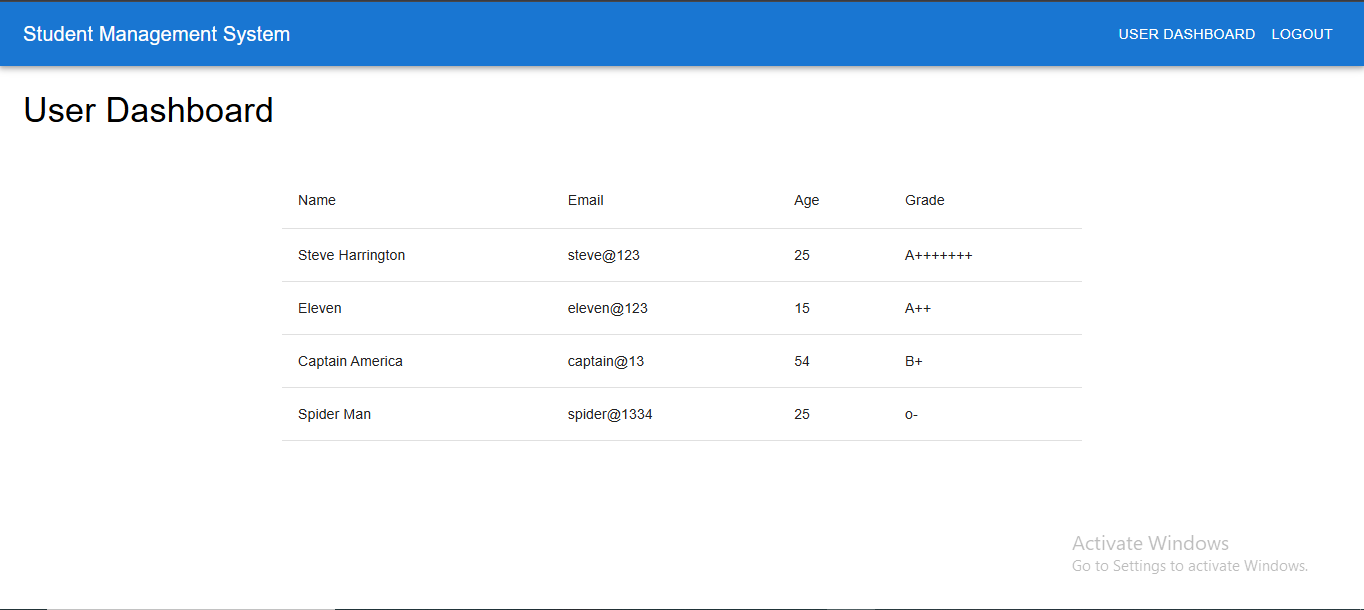 Student Management System USER DASHBOARD LOGOUT
User Dashboard
Name Email Age Grade
Steve Harrington steve@123 25 A+++++++
Eleven eleven@123 15 A++
Captain America captain@13 54 B+
Spider Man spider@1334 25 o-
Activate Windows
Go to Settings to activate Windows.